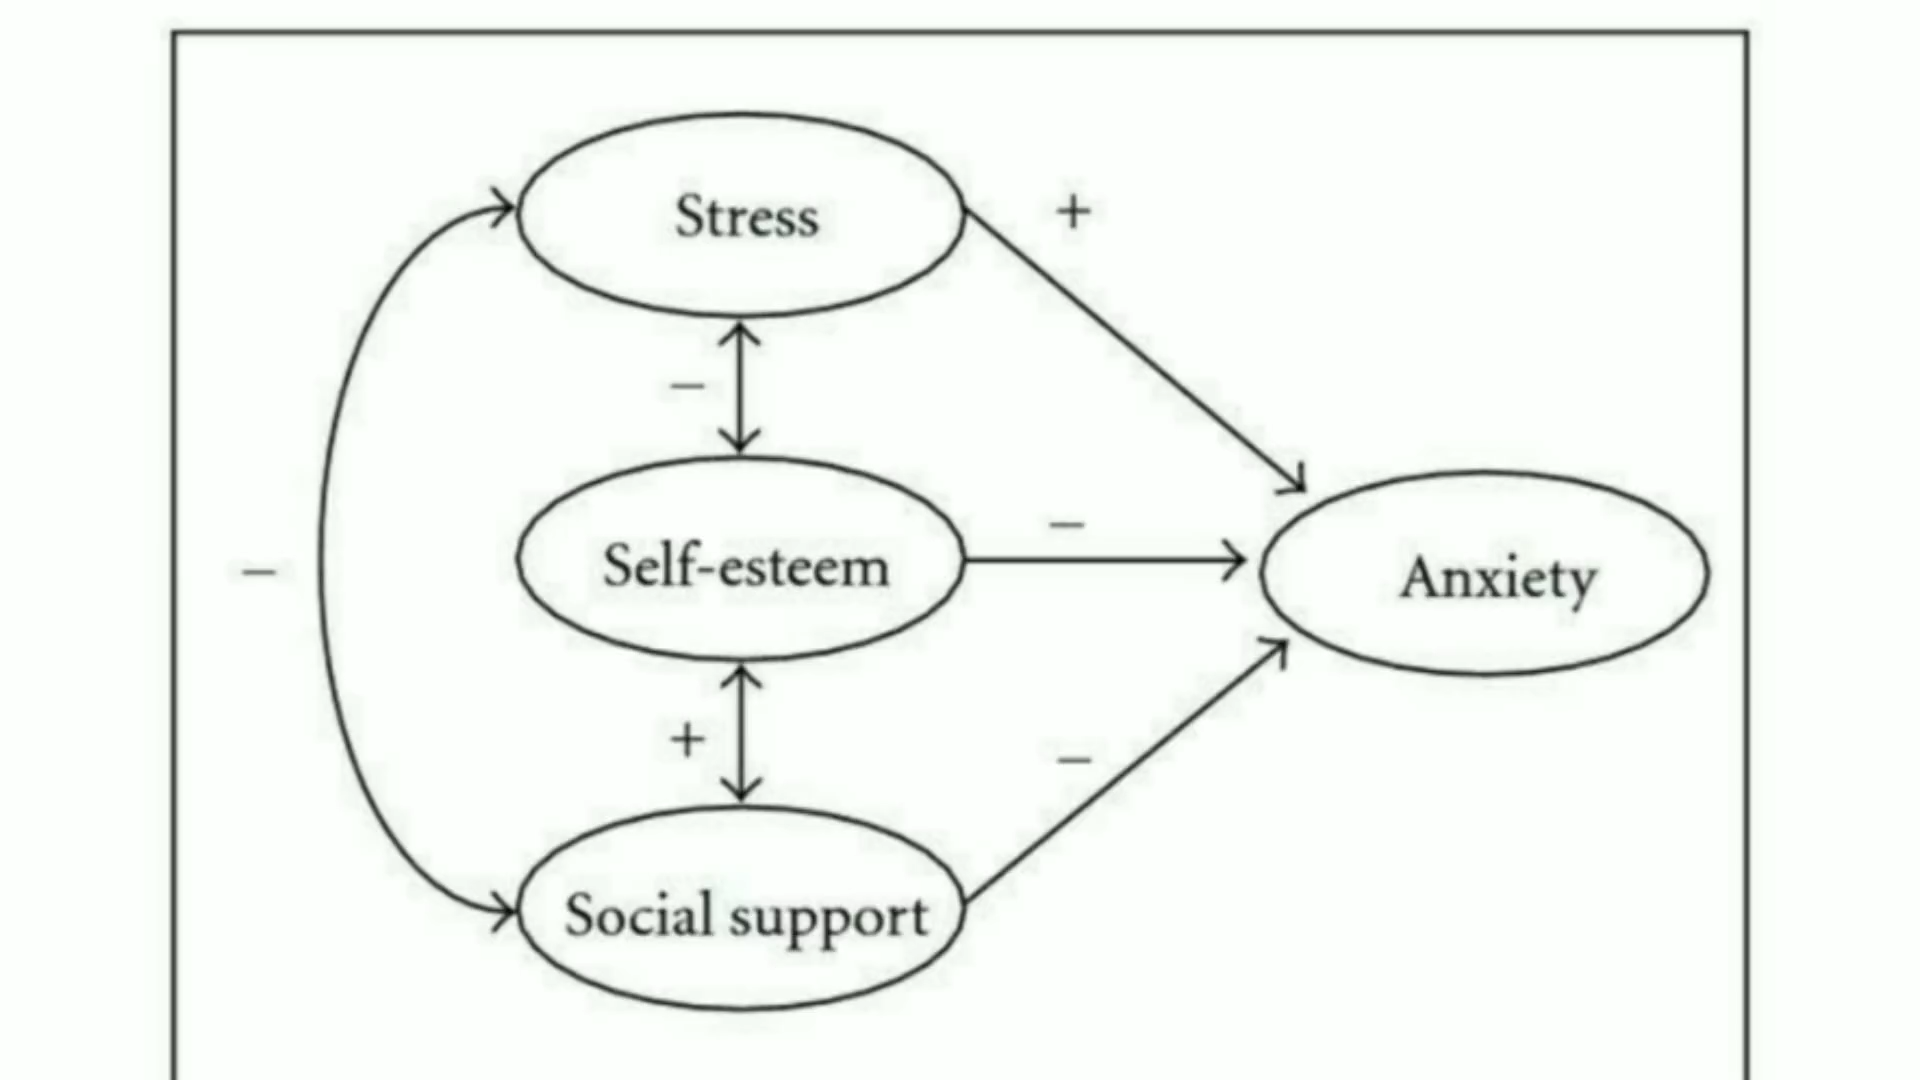 Stress
+
–
Self-esteem
–
–
Anxiety
+
–
Social support